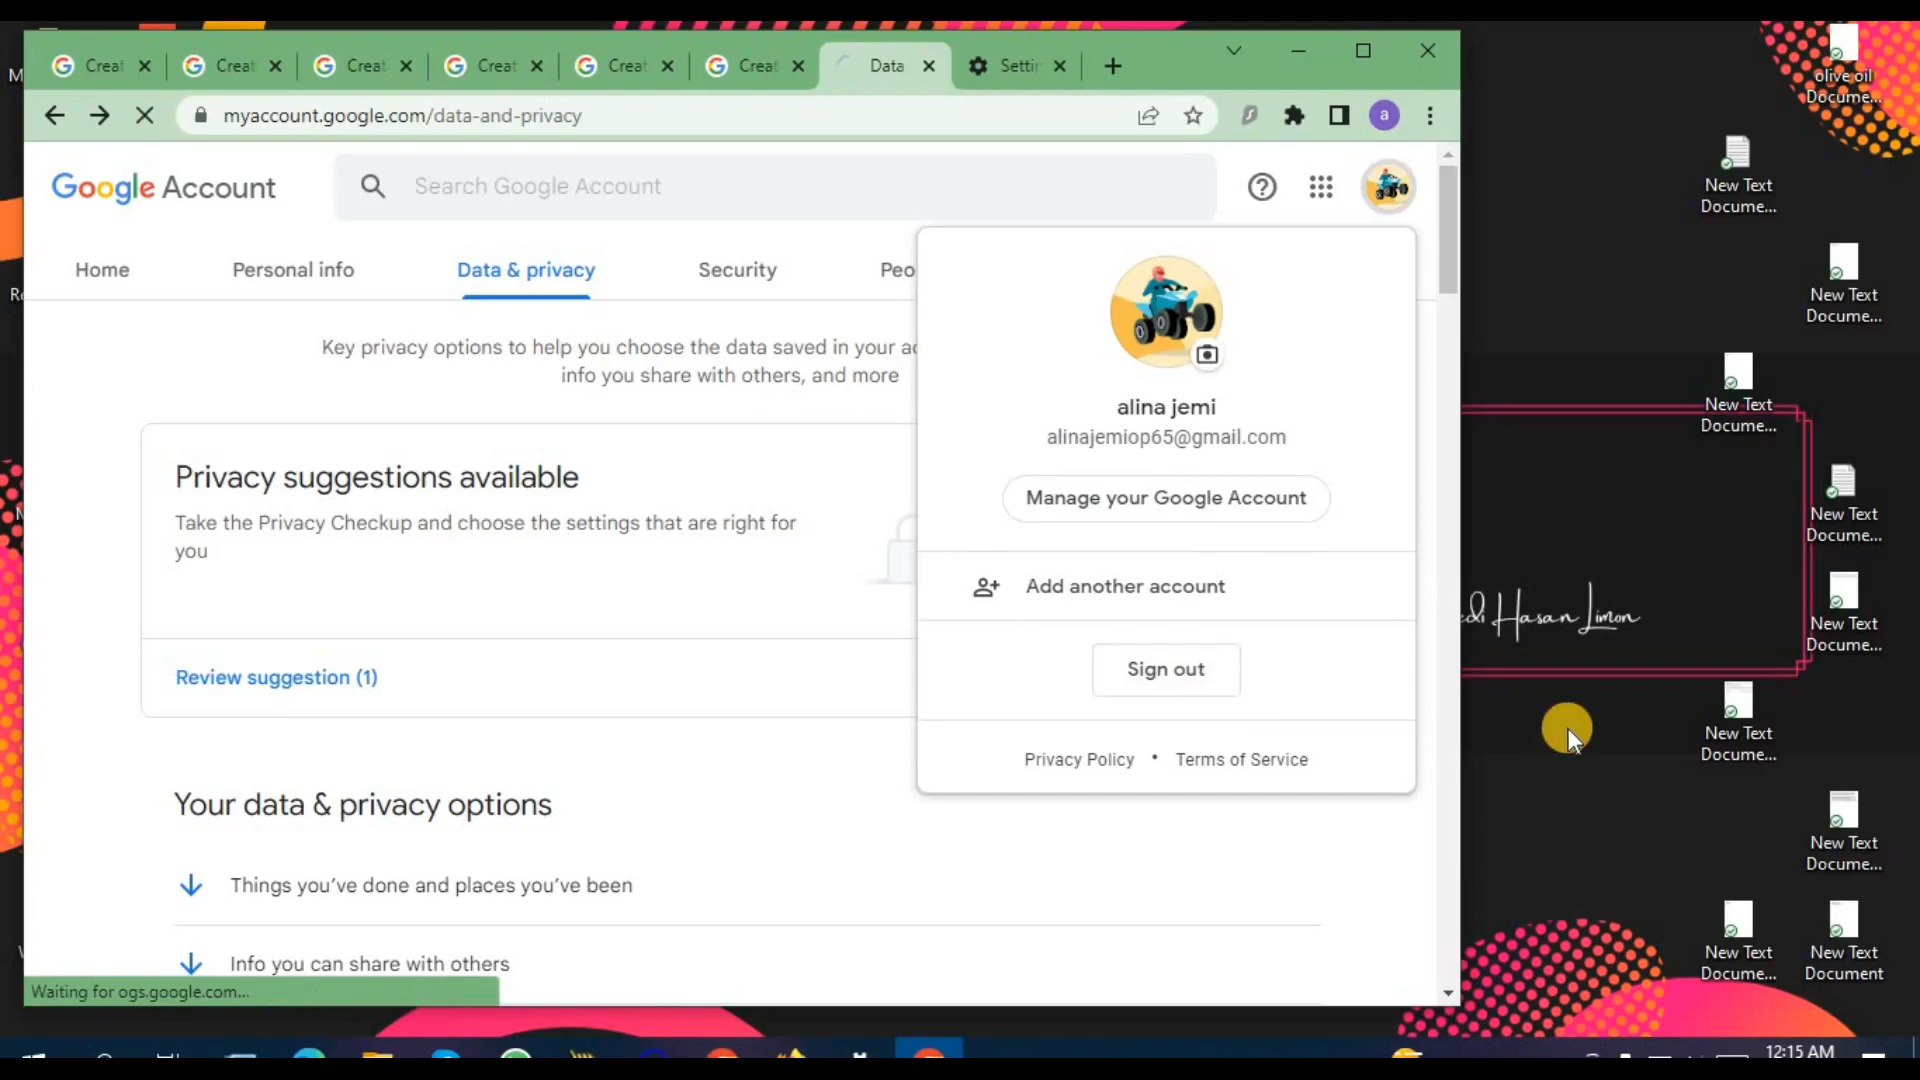 Creat
Creat
Creat
Creat
Creat
Creat
Data
Settin
myaccount.google.com/data-and-privacy
a
Google Account
Search Google Account
Home
Personal info
Data & privacy
Security
Peo
Key privacy options to help you choose the data saved in your ac
info you share with others, and more
Privacy suggestions available
Take the Privacy Checkup and choose the settings that are right for
you
Review suggestion (1)
Your data & privacy options
Things you've done and places you've been
Info you can share with others
Waiting for ogs.google.com...
alina jemi
alinajemiop65@gmail.com
Manage your Google Account
Add another account
Sign out
Privacy Policy • Terms of Service
olive oil
Docume...
New Text
Docume...
New Text
Docume...
New Text
Docume...
New Text
Docume...
Hasan Limon
New Text
Docume...
New Text
Docume...
New Text
Docume...
New Text
Docume...
New Text
Document
12:15 AM